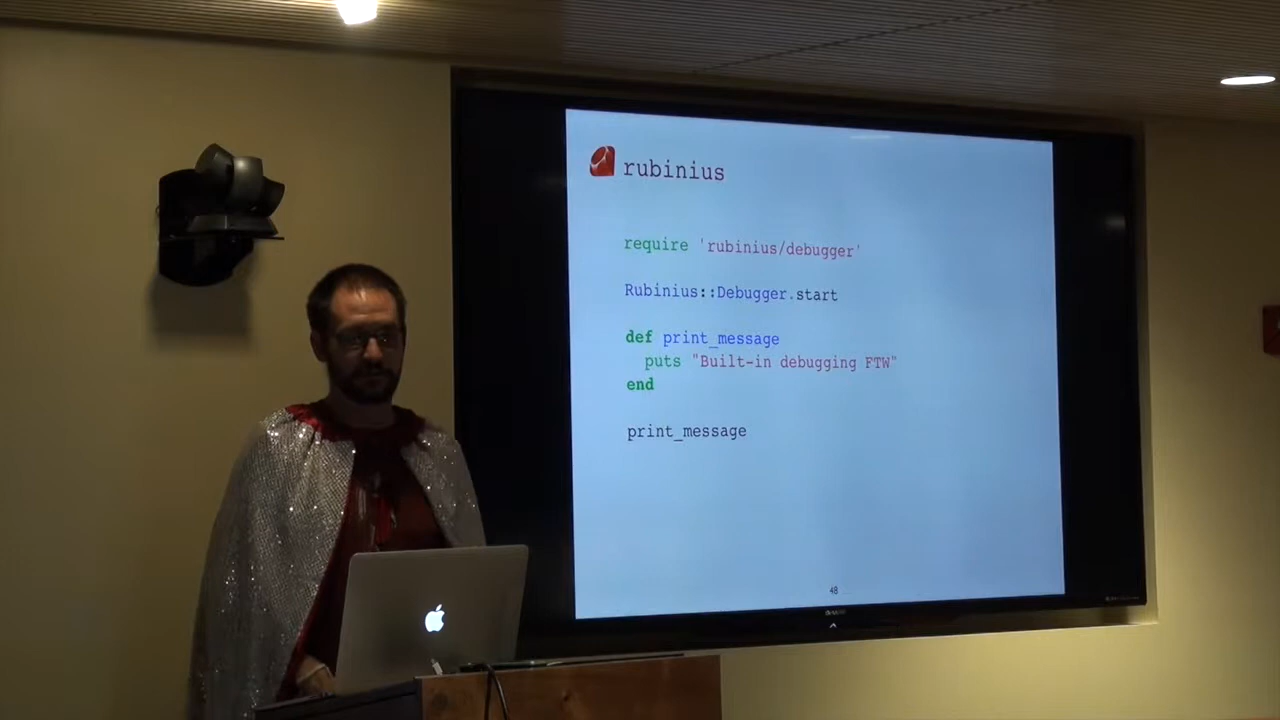 rubinius
require 'rubinius/debugger'
Rubinius::Debugger.start
def print_message
puts "Built-in debugging FTW"
end
print_message
48